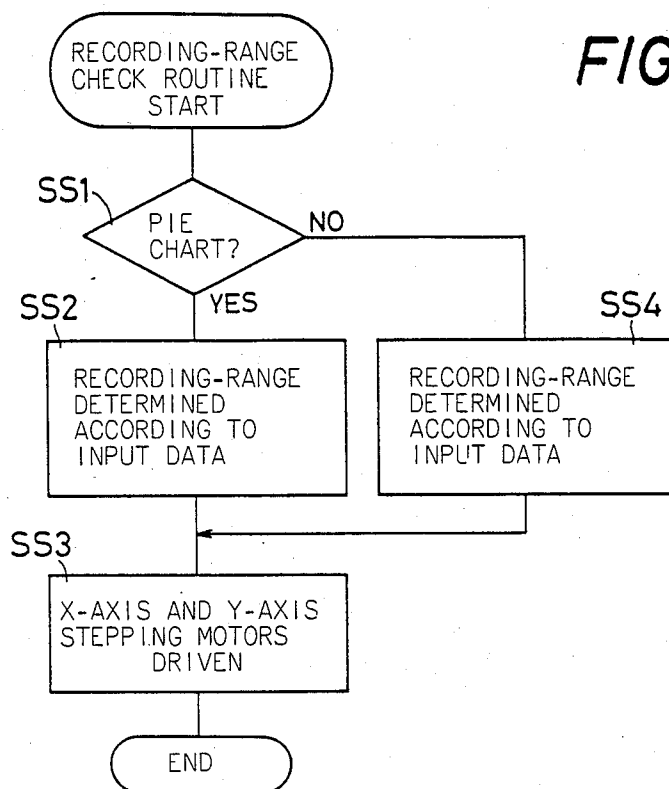 FIG
RECORDING-RANGE
CHECK ROUTINE
START
SS1
PIE
CHART?
NO
YES
SS2
RECORDING-RANGE
DETERMINED
ACCORDING TO
INPUT DATA
SS4
RECORDING-RANGE
DETERMINED
ACCORDING TO
INPUT DATA
SS3
X-AXIS AND Y-AXIS
STEPPING MOTORS
DRIVEN
END